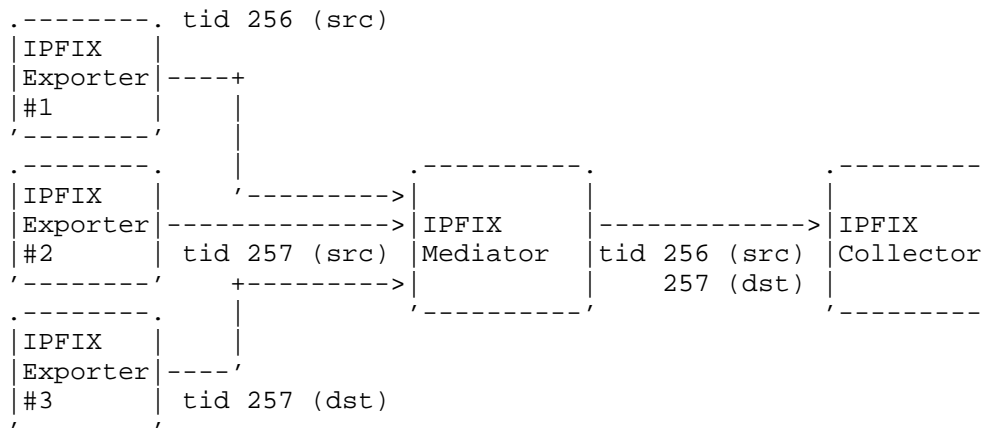 tid 256 (src)
IPFIX
Exporter
#1
IPFIX
Exporter
#2
tid 257 (src)
IPFIX
Mediator
tid 256 (src)
257 (dst)
IPFIX
Collector
IPFIX
Exporter
#3
tid 257 (dst)